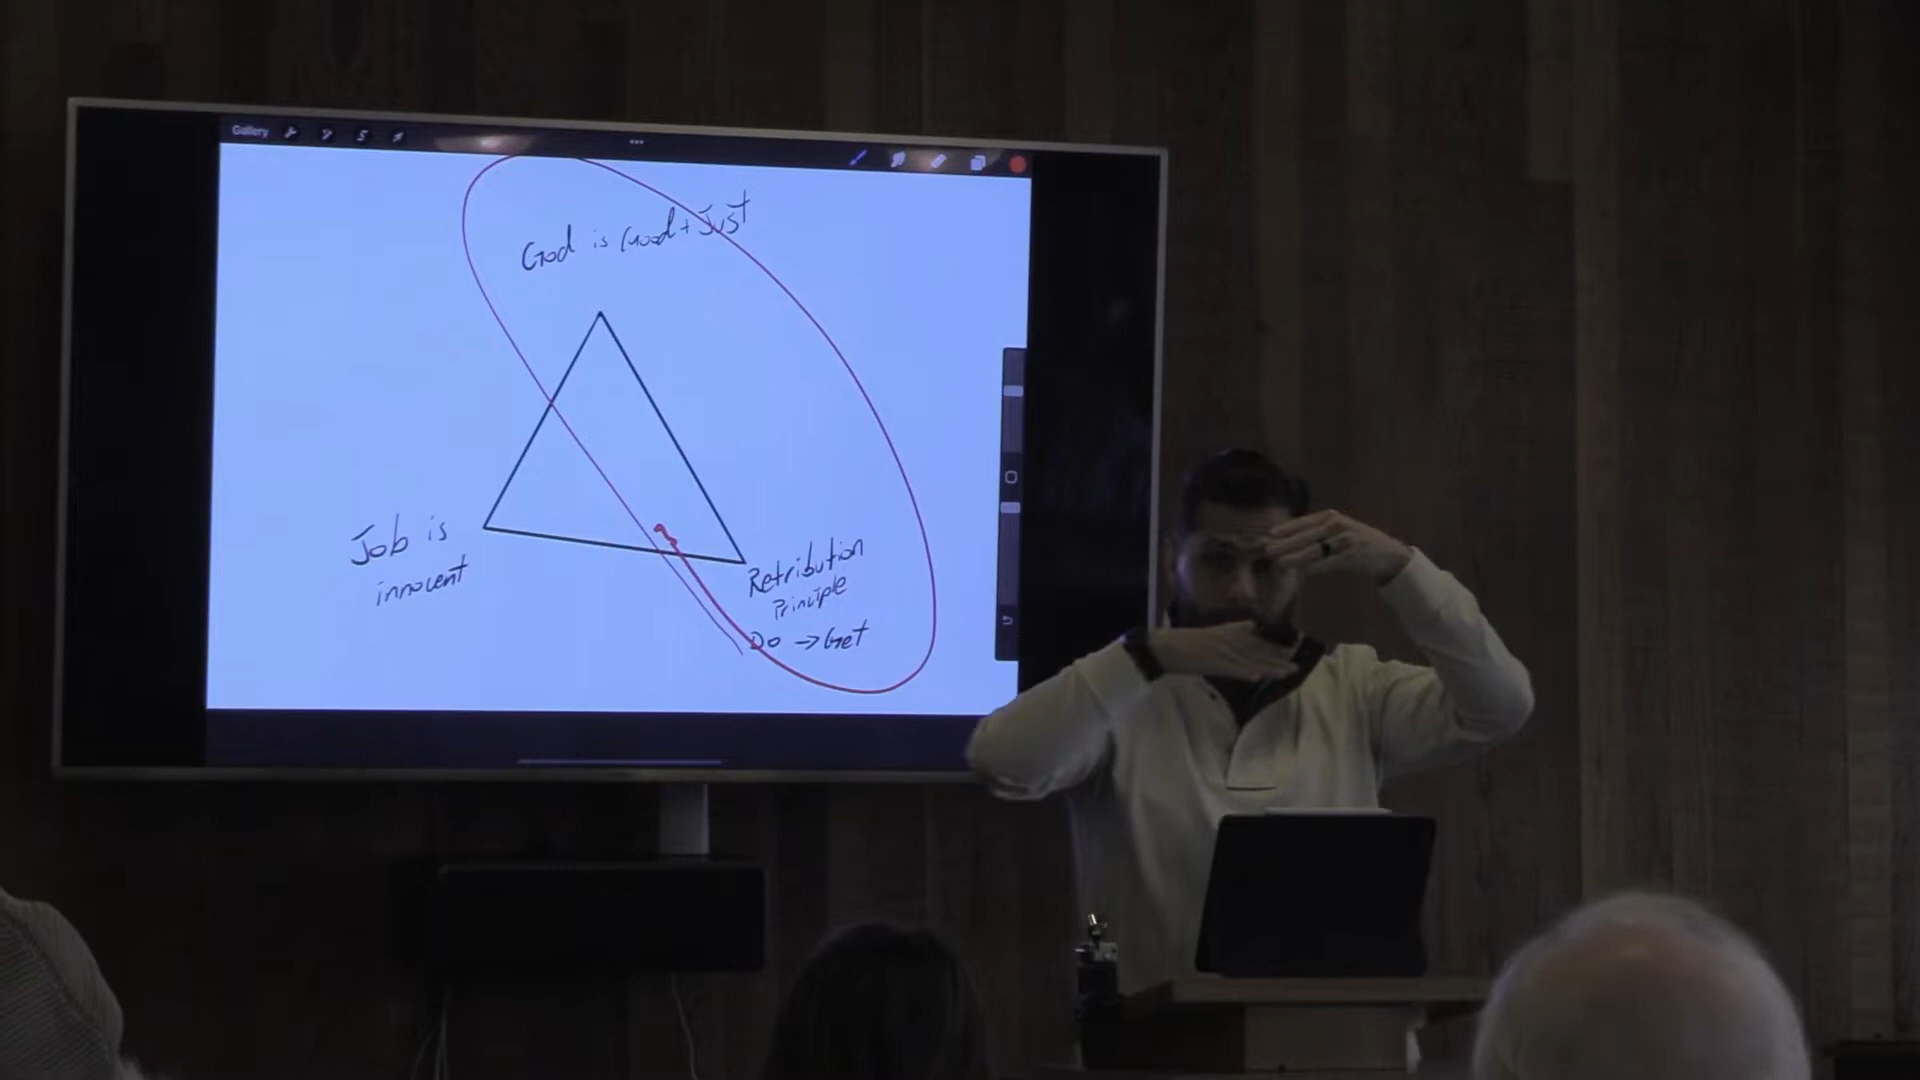 Gallery
God is Good + Just
Job is
innocent
Retribution
Principle
Do → Get